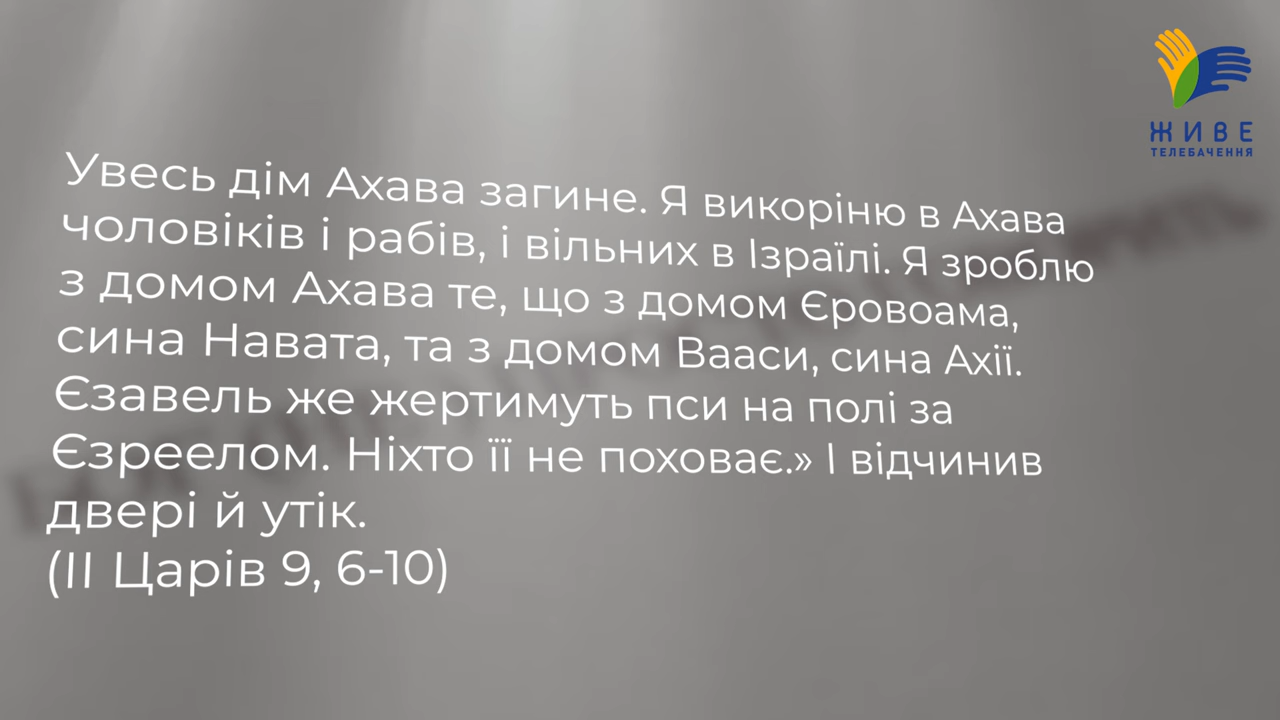 ЖИВЕ
ТЕЛЕБАЧЕННЯ
Увесь дім Ахава загине. Я викоріню в Ахава
чоловіків і рабів, і вільних в Ізраїлі. Я зроблю
з домом Ахава те, що з домом Єровоама,
сина Навата, та з домом Вааси, сина Ахії.
Єзавель же жертимуть пси на полі за
Єзреелом. Ніхто її не поховає.» І відчинив
двері й утік.
(II Царів 9, 6-10)